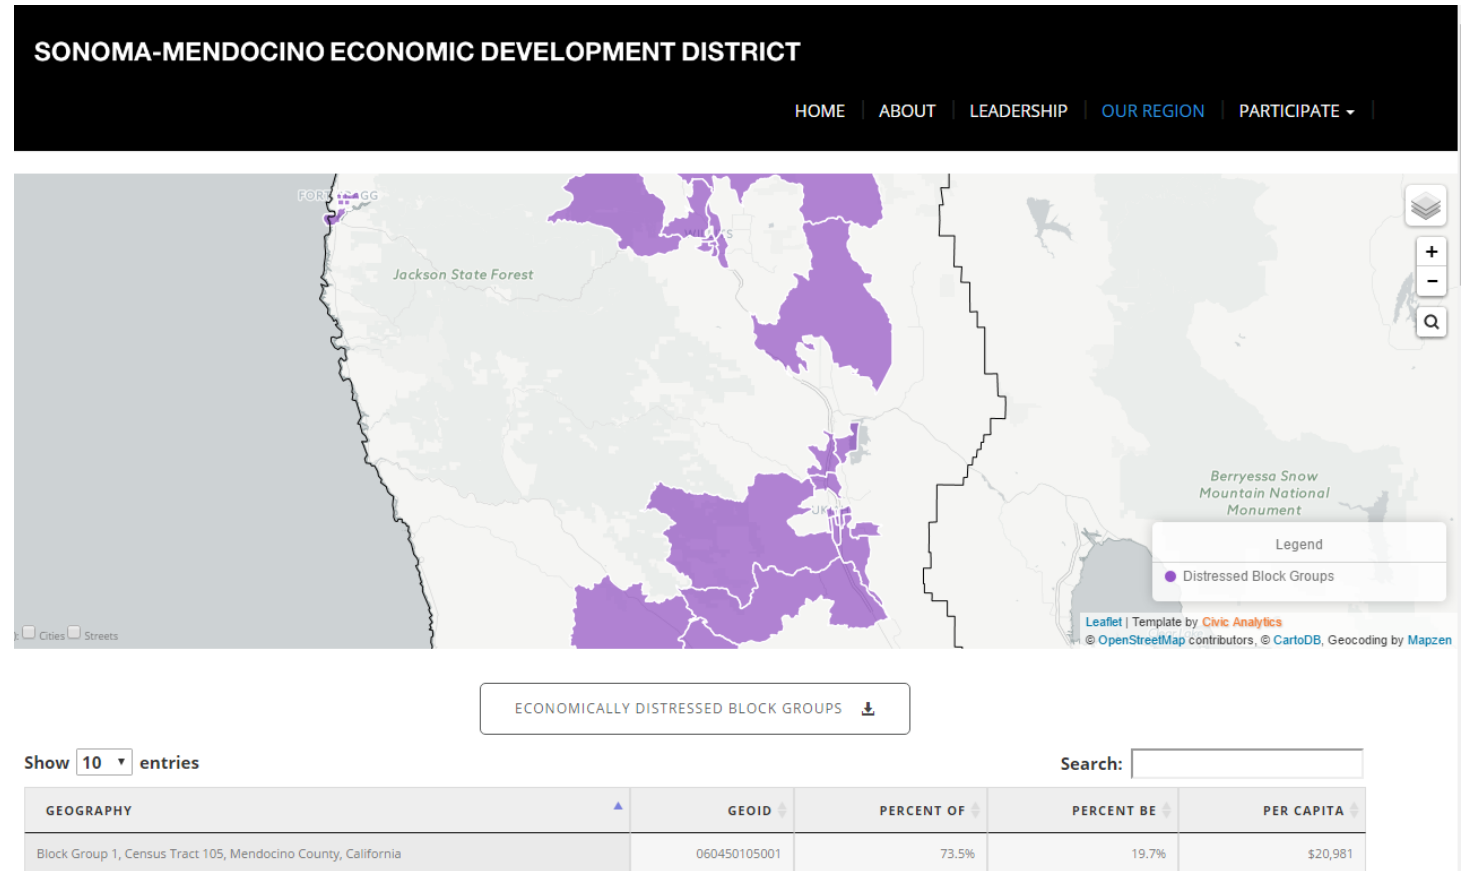 SONOMA-MENDOCINO ECONOMIC DEVELOPMENT DISTRICT
HOME ABOUT LEADERSHIP OUR REGION PARTICIPATE
Jackson State Forest
+
−
Berryessa Snow
Mountain National
Monument
Legend
Distressed Block Groups
Cities Streets
Leaflet | Template by Civic Analytics
© OpenStreetMap contributors, © CartoDB, Geocoding by Mapzen
ECONOMICALLY DISTRESSED BLOCK GROUPS
Show 10 entries
Search:
GEOGRAPHY GEOID PERCENT OF PERCENT BE PER CAPITA
Block Group 1, Census Tract 105, Mendocino County, California 060450105001 73.5% 19.7% $20,981